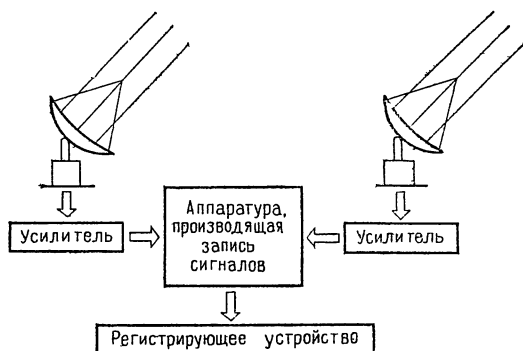 Усилитель
Аппаратура,
производящая
запись
сигналов
Усилитель
Регистрирующее устройство